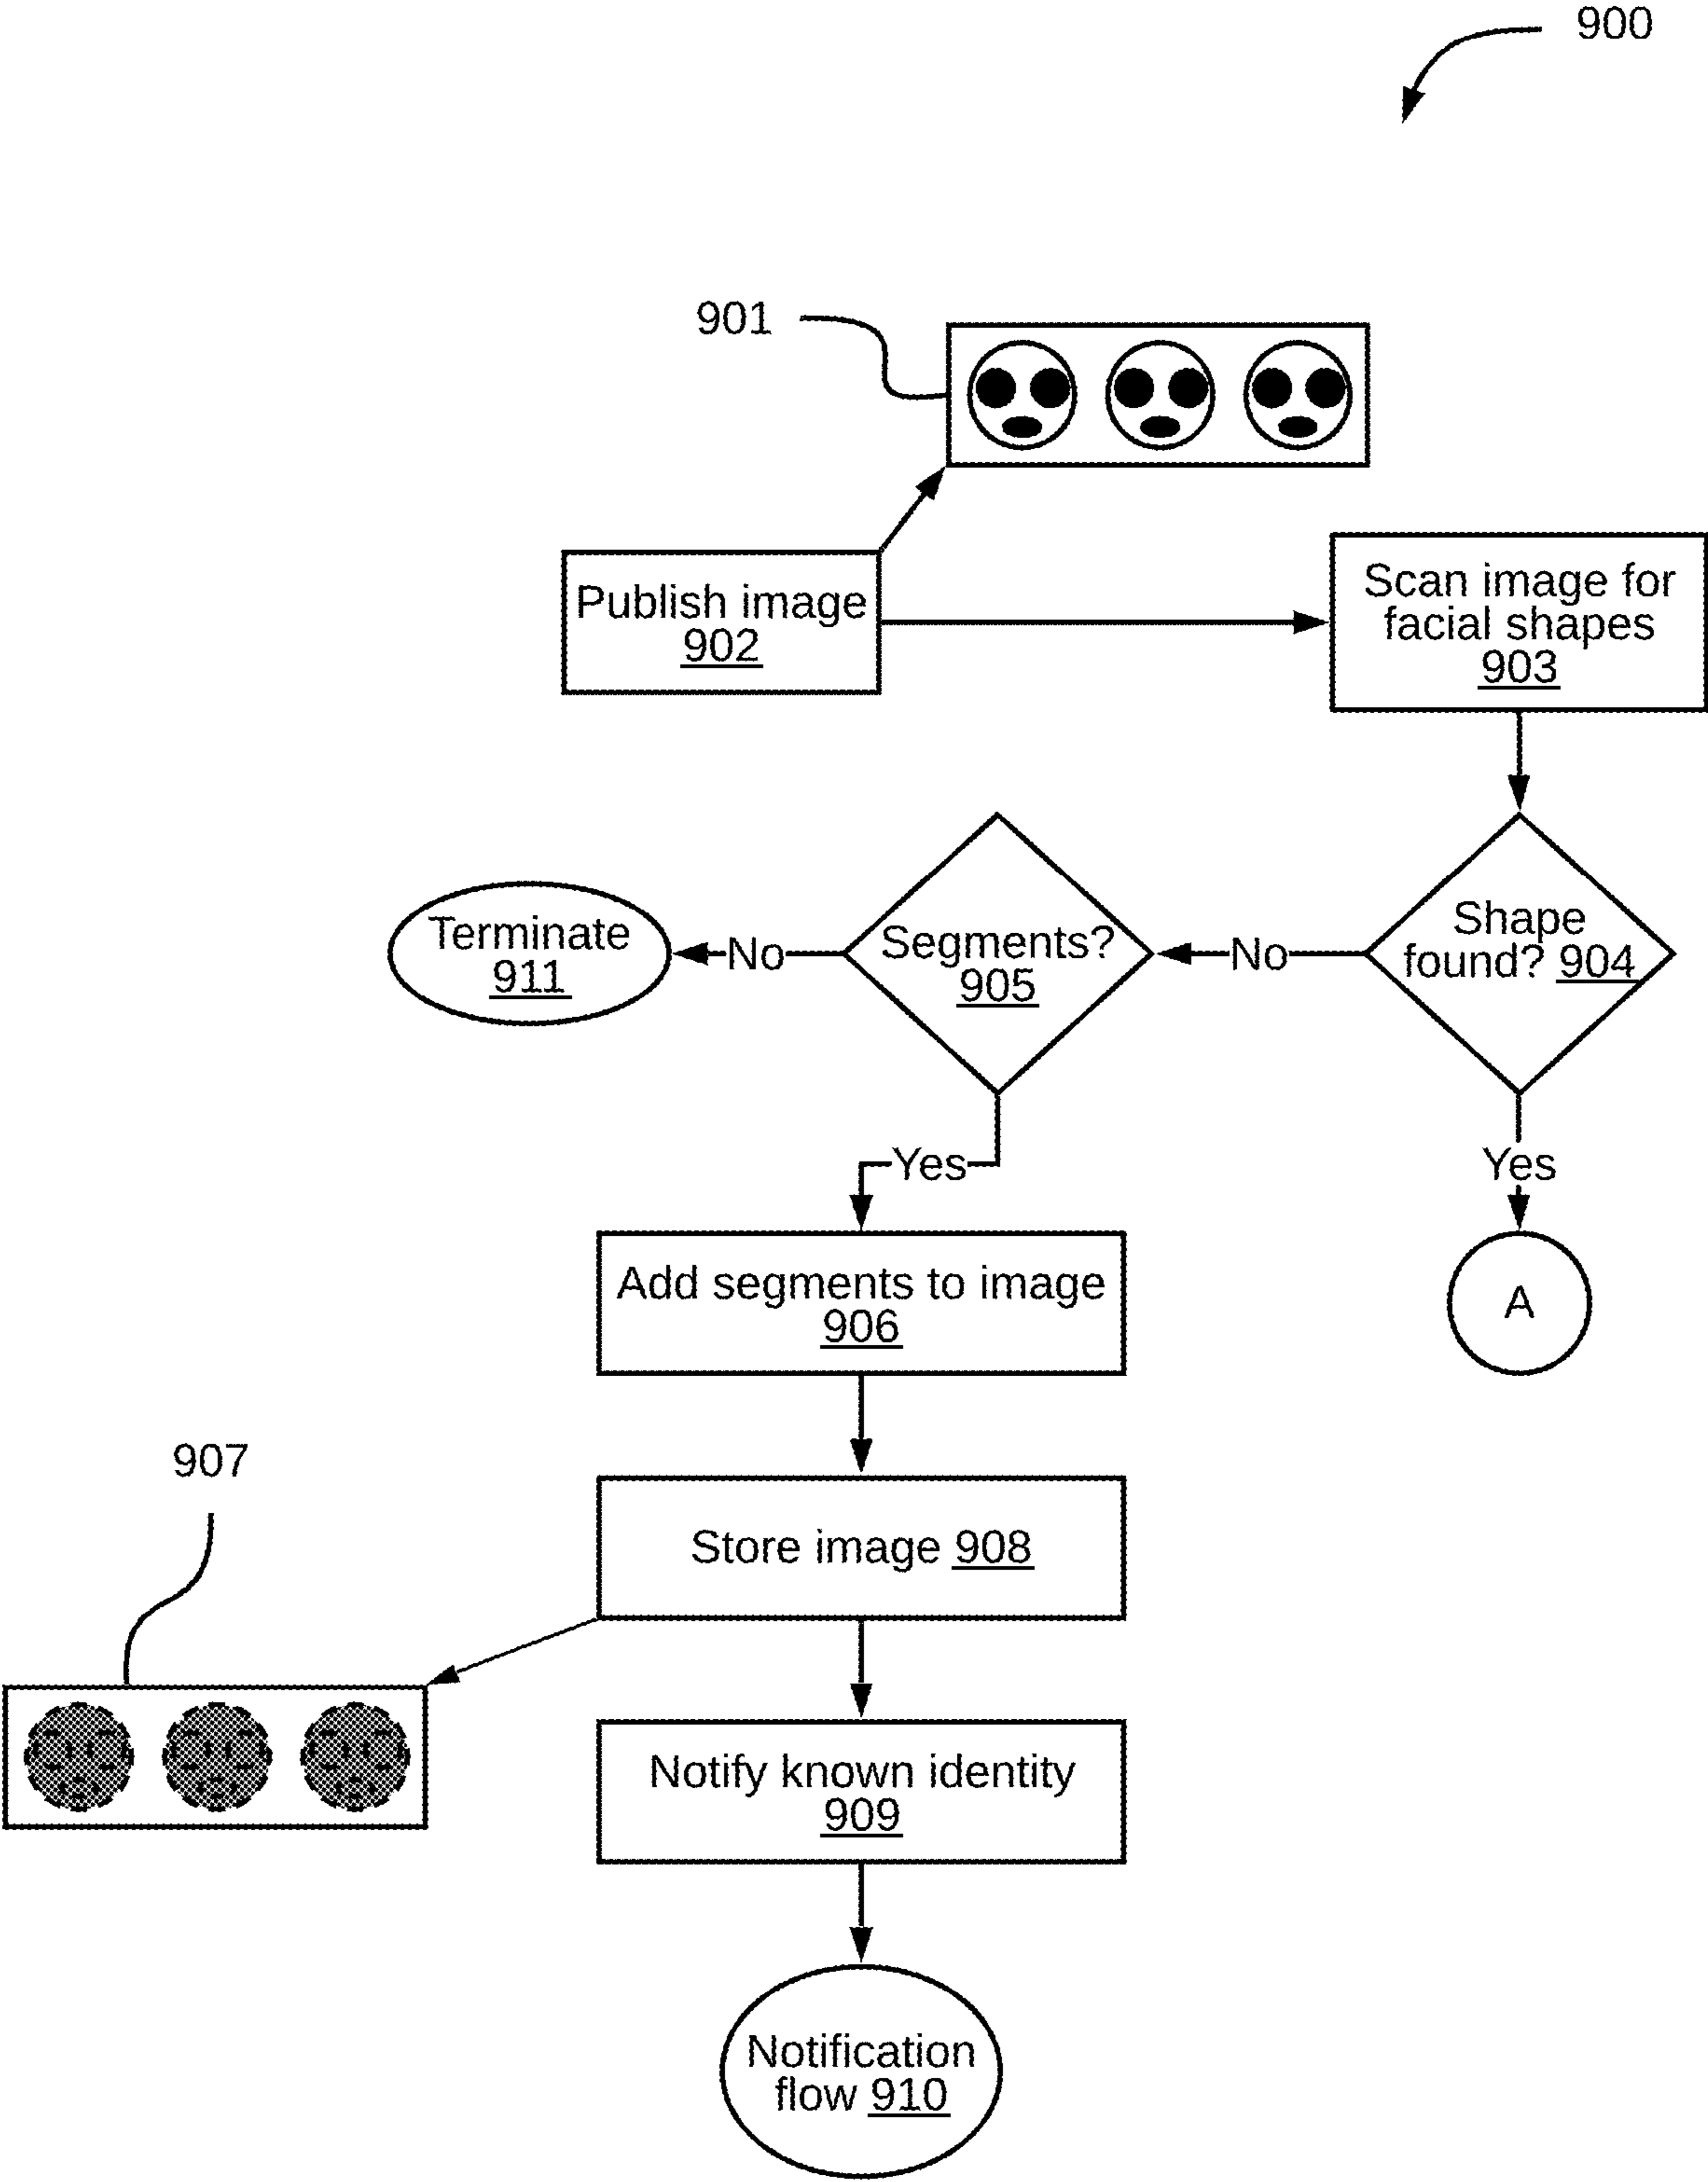 900
901
Publish image
902
Scan image for
facial shapes
903
Shape
found? 904
No
Segments?
905
No
Terminate
911
Yes
Yes
A
Add segments to image
906
907
Store image 908
Notify known identity
909
Notification
flow 910